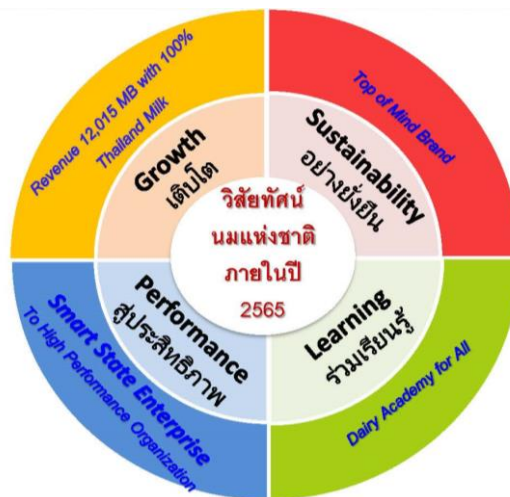 วิสัยทัศน์
นมแห่งชาติ
ภายในปี
2565
Growth
เติบโต
Revenue 12,015 MB with 100%
Thailand Milk
Sustainability
อย่างยั่งยืน
Top of Mind Brand
Performance
สู่ประสิทธิภาพ
Smart State Enterprise
To High Performance Organization
Learning
ร่วมเรียนรู้
Dairy Academy for All